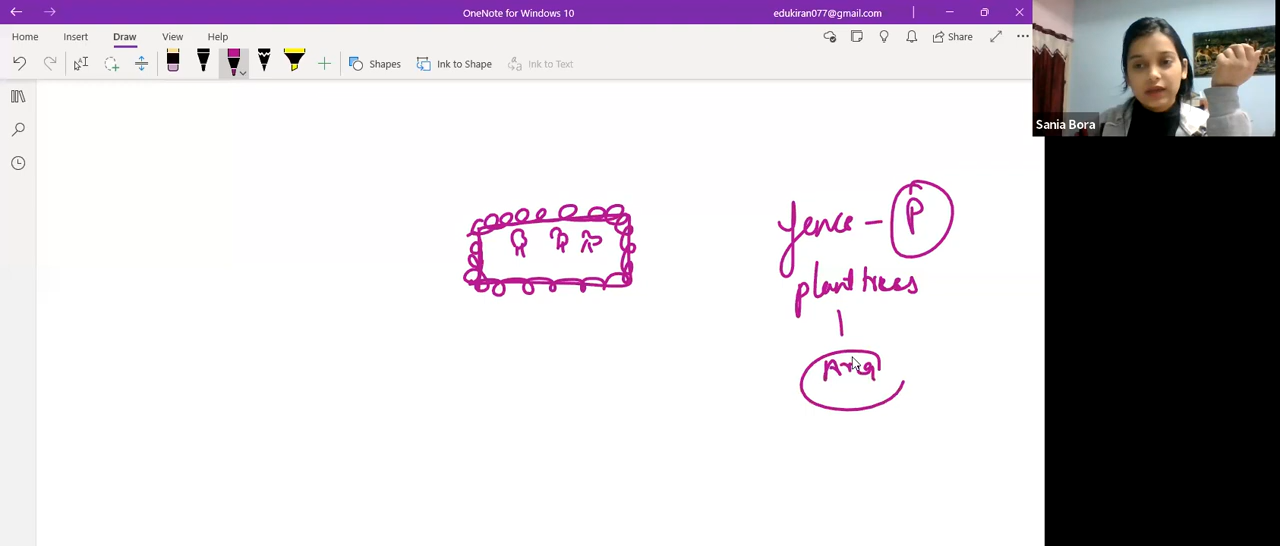 OneNote for Windows 10
edukiran077@gmail.com
Home Insert Draw View Help
Share
Shapes Ink to Shape Ink to Text
Sania Bora
fence - P
plant trees
Area